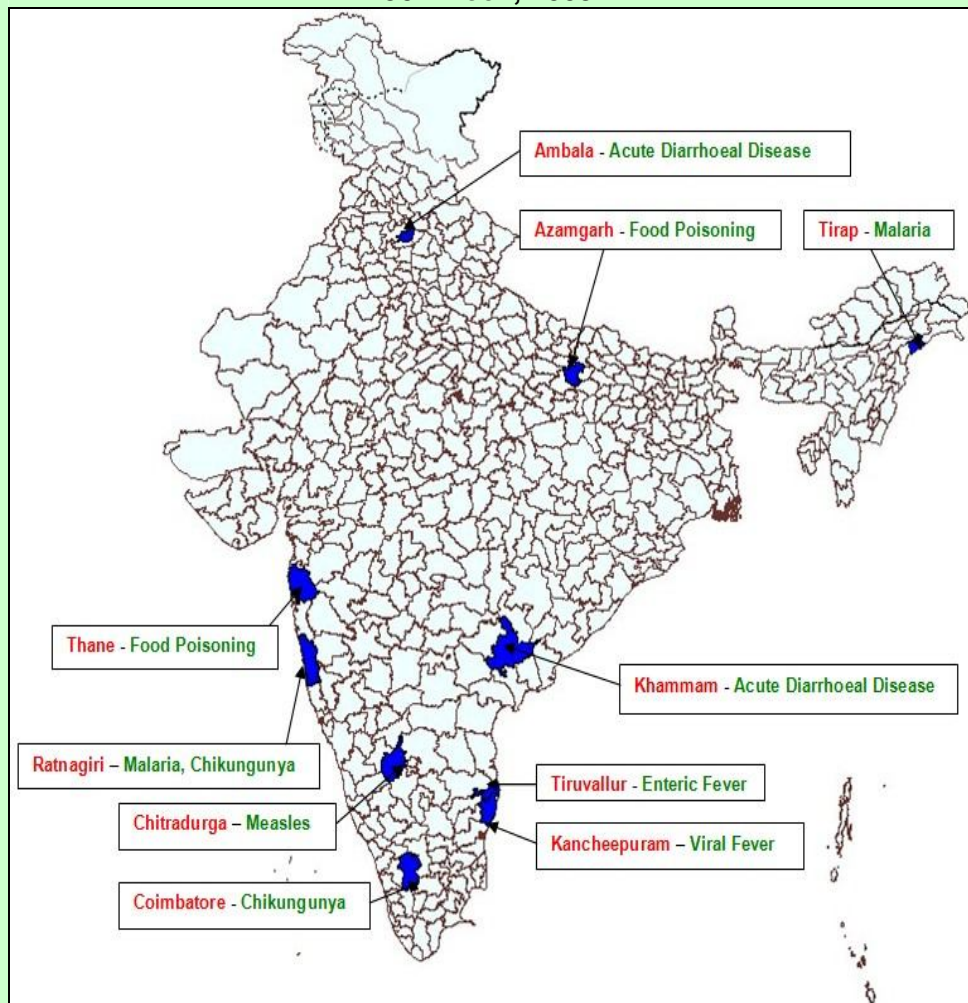 Ambala - Acute Diarrhoeal Disease
Azamgarh - Food Poisoning
Tirap - Malaria
Thane - Food Poisoning
Khammam - Acute Diarrhoeal Disease
Ratnagiri – Malaria, Chikungunya
Tiruvallur - Enteric Fever
Chitradurga – Measles
Kancheepuram – Viral Fever
Coimbatore - Chikungunya